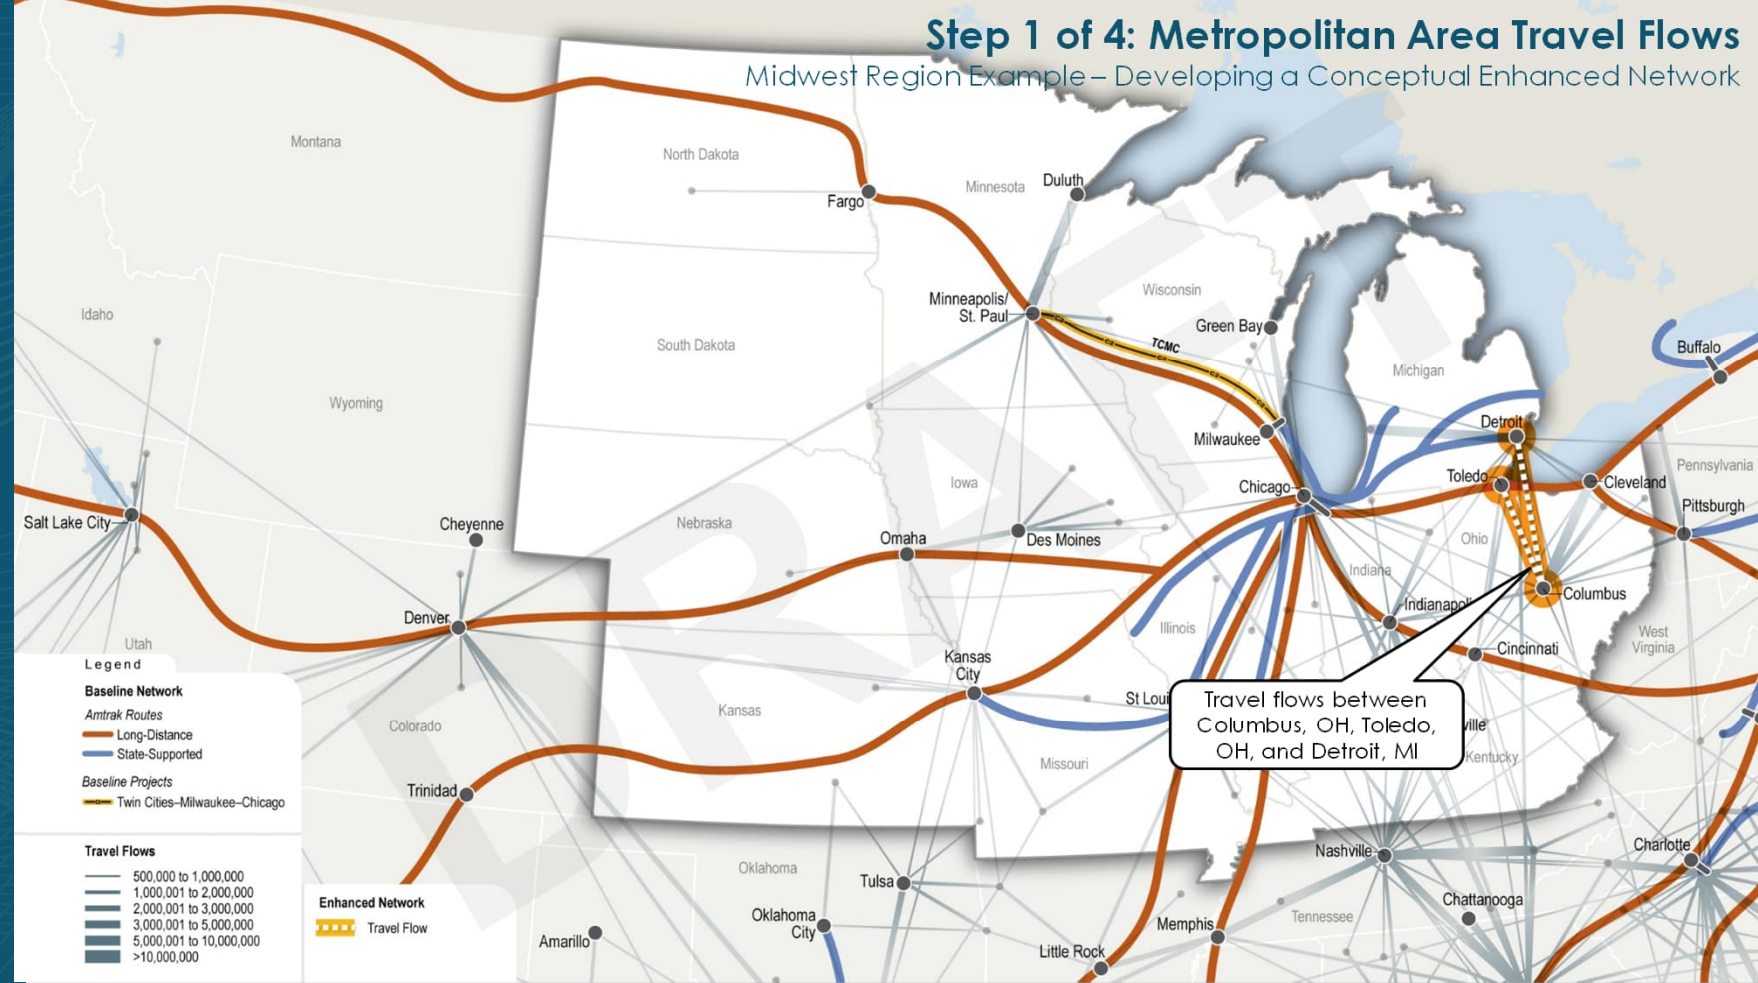 Step 1 of 4: Metropolitan Area Travel Flows
Midwest Region Example – Developing a Conceptual Enhanced Network
Montana
North Dakota
Minnesota
Duluth
Fargo
Idaho
Minneapolis/
St. Paul
Wisconsin
Green Bay
TCMC
South Dakota
Michigan
Buffalo
Wyoming
Milwaukee
Detroit
Toledo
Cleveland
Pennsylvania
Pittsburgh
Chicago
Iowa
Salt Lake City
Cheyenne
Nebraska
Omaha
Des Moines
Ohio
Indiana
Columbus
Indianapoli
Denver
Illinois
West
Virginia
Cincinnati
Utah
Kansas
City
St Loui
Kansas
Colorado
Missouri
Travel flows between
Columbus, OH, Toledo,
OH, and Detroit, MI
ville
Kentucky
Trinidad
Nashville
Charlotte
Oklahoma
Tulsa
Chattanooga
Tennessee
Oklahoma
City
Memphis
Amarillo
Little Rock
DRAFT
Legend
Baseline Network
Amtrak Routes
Long-Distance
State-Supported
Baseline Projects
Twin Cities–Milwaukee–Chicago
Travel Flows
500,000 to 1,000,000
1,000,001 to 2,000,000
2,000,001 to 3,000,000
3,000,001 to 5,000,000
5,000,001 to 10,000,000
>10,000,000
Enhanced Network
Travel Flow